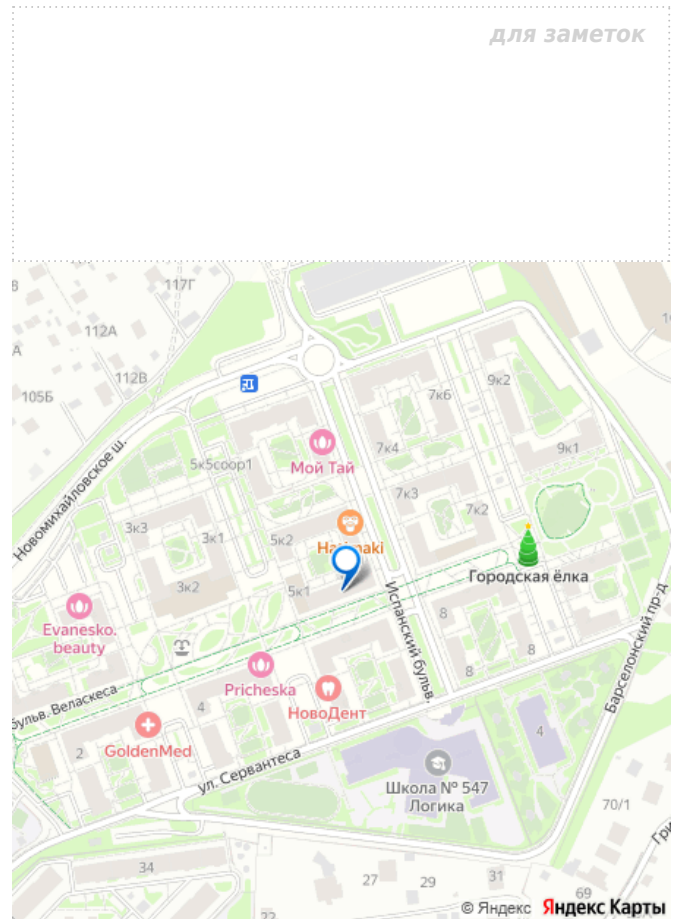 для заметок
117Г
112А
112В
105Б
7к6
9к2
Новомихайловское ш.
5к5соор1
Мой Тай
7к4
9к1
7к3
7к2
3к3
3к1
5к2
3к2
5к1
Городская ёлка
Испанский бульв.
Evanesko.
beauty
8
Барселонский пр-д
бульв. Веласкеса
4
Pricheska
НовоДент
8
8
2
GoldenMed
ул. Сервантеса
4
Школа № 547
Логика
70/1
34
27
29
31
69
© Яндекс Яндекс Карты